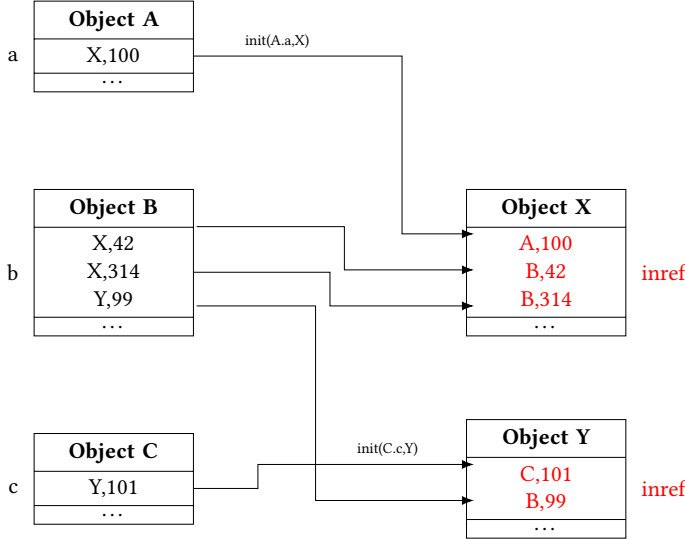 Object A
a
X,100
...
init(A.a,X)
Object B
b
X,42
X,314
Y,99
...
Object X
A,100
B,42
B,314
...
inref
Object C
c
Y,101
...
init(C.c,Y)
Object Y
C,101
B,99
...
inref